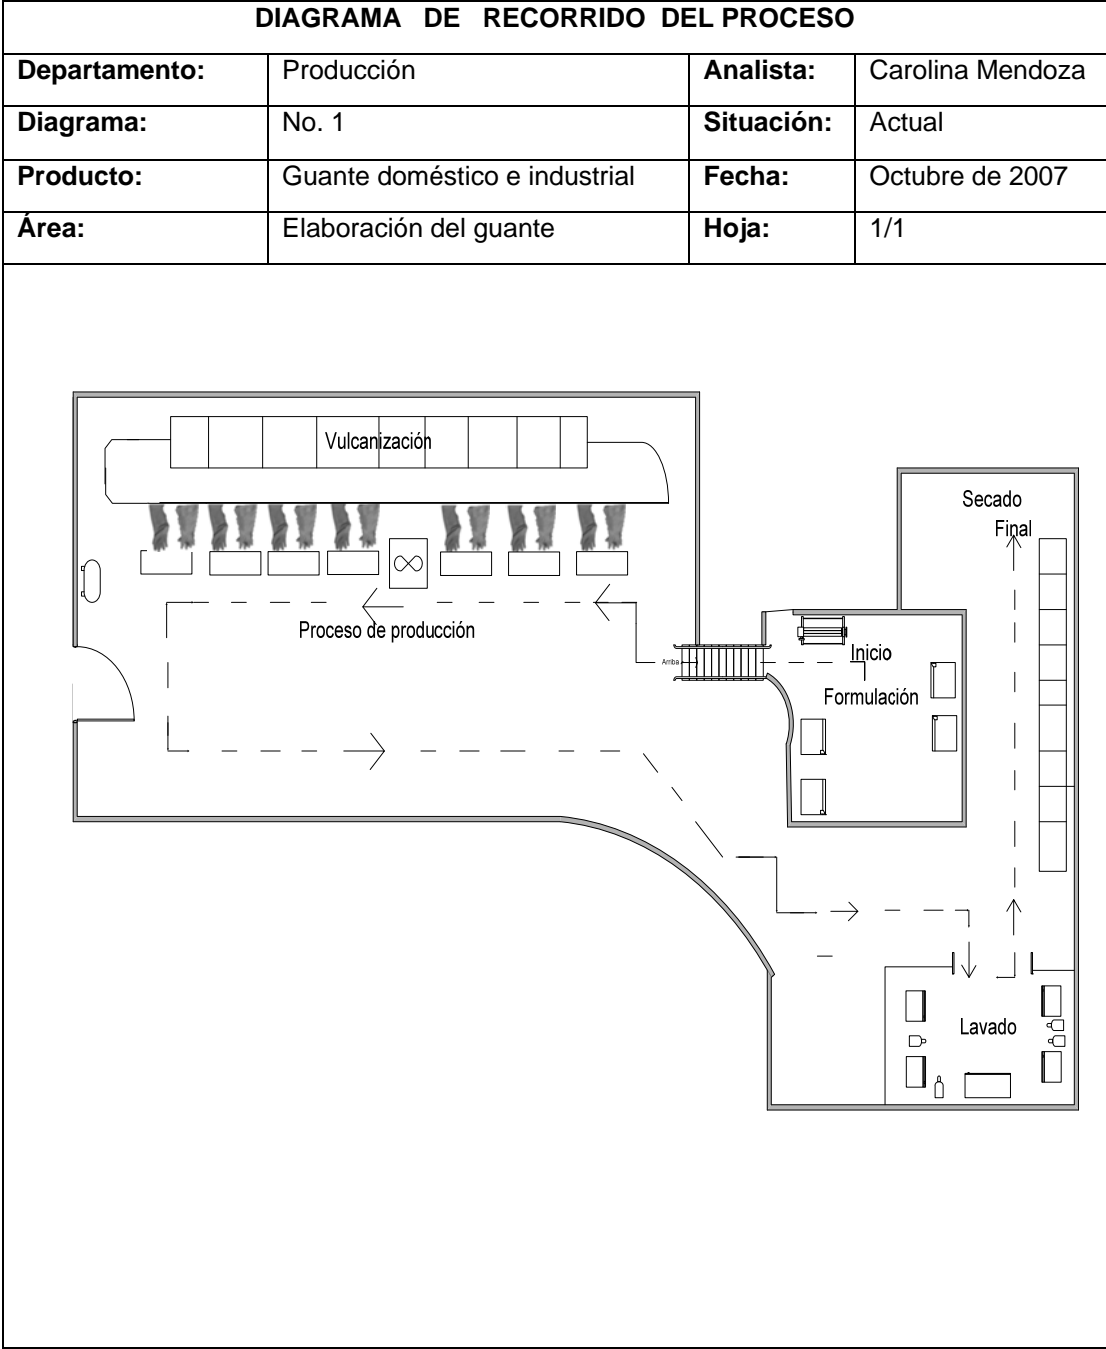 DIAGRAMA DE RECORRIDO DEL PROCESO
Departamento: Producción Analista: Carolina Mendoza
Diagrama: No. 1 Situación: Actual
Producto: Guante doméstico e industrial Fecha: Octubre de 2007
Área: Elaboración del guante Hoja: 1/1
Vulcanización
Secado
Final
Proceso de producción
Arriba
Inicio
Formulación
Lavado